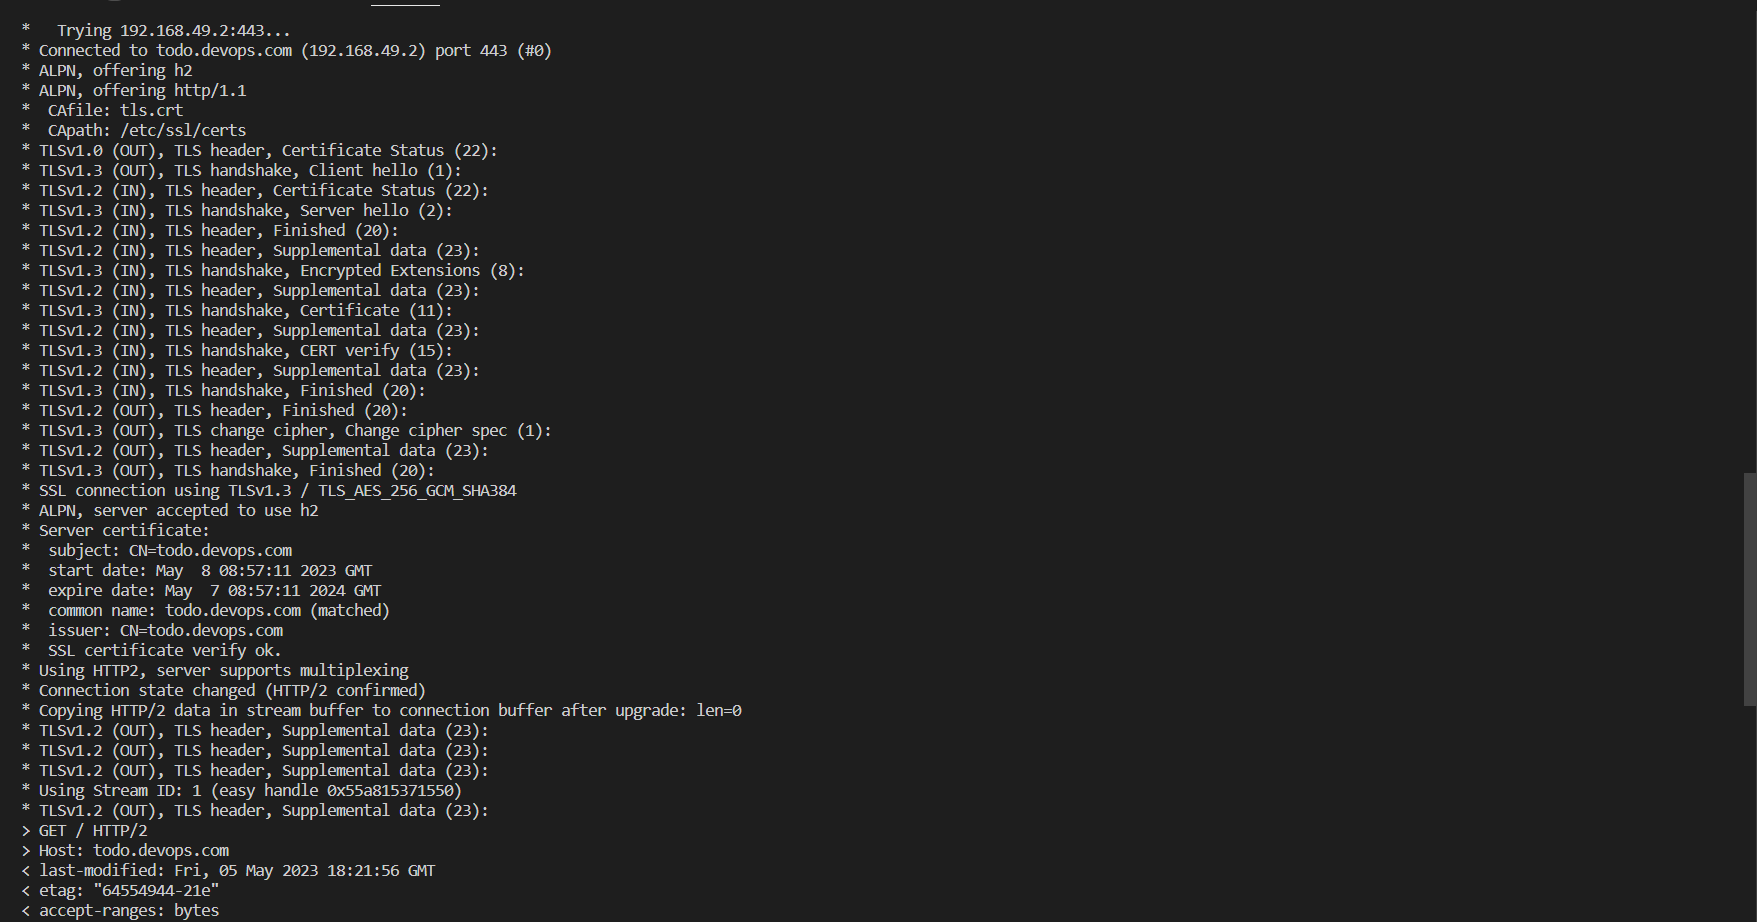 *   Trying 192.168.49.2:443...
* Connected to todo.devops.com (192.168.49.2) port 443 (#0)
* ALPN, offering h2
* ALPN, offering http/1.1
*  CAfile: tls.crt
*  CApath: /etc/ssl/certs
* TLSv1.0 (OUT), TLS header, Certificate Status (22):
* TLSv1.3 (OUT), TLS handshake, Client hello (1):
* TLSv1.2 (IN), TLS header, Certificate Status (22):
* TLSv1.3 (IN), TLS handshake, Server hello (2):
* TLSv1.2 (IN), TLS header, Finished (20):
* TLSv1.2 (IN), TLS header, Supplemental data (23):
* TLSv1.3 (IN), TLS handshake, Encrypted Extensions (8):
* TLSv1.2 (IN), TLS header, Supplemental data (23):
* TLSv1.3 (IN), TLS handshake, Certificate (11):
* TLSv1.2 (IN), TLS header, Supplemental data (23):
* TLSv1.3 (IN), TLS handshake, CERT verify (15):
* TLSv1.2 (IN), TLS header, Supplemental data (23):
* TLSv1.3 (IN), TLS handshake, Finished (20):
* TLSv1.2 (OUT), TLS header, Finished (20):
* TLSv1.3 (OUT), TLS change cipher, Change cipher spec (1):
* TLSv1.2 (OUT), TLS header, Supplemental data (23):
* TLSv1.3 (OUT), TLS handshake, Finished (20):
* SSL connection using TLSv1.3 / TLS_AES_256_GCM_SHA384
* ALPN, server accepted to use h2
* Server certificate:
*  subject: CN=todo.devops.com
*  start date: May  8 08:57:11 2023 GMT
*  expire date: May  7 08:57:11 2024 GMT
*  common name: todo.devops.com (matched)
*  issuer: CN=todo.devops.com
*  SSL certificate verify ok.
* Using HTTP2, server supports multiplexing
* Connection state changed (HTTP/2 confirmed)
* Copying HTTP/2 data in stream buffer to connection buffer after upgrade: len=0
* TLSv1.2 (OUT), TLS header, Supplemental data (23):
* TLSv1.2 (OUT), TLS header, Supplemental data (23):
* TLSv1.2 (OUT), TLS header, Supplemental data (23):
* Using Stream ID: 1 (easy handle 0x55a815371550)
* TLSv1.2 (OUT), TLS header, Supplemental data (23):
> GET / HTTP/2
> Host: todo.devops.com
< last-modified: Fri, 05 May 2023 18:21:56 GMT
< etag: "64554944-21e"
< accept-ranges: bytes